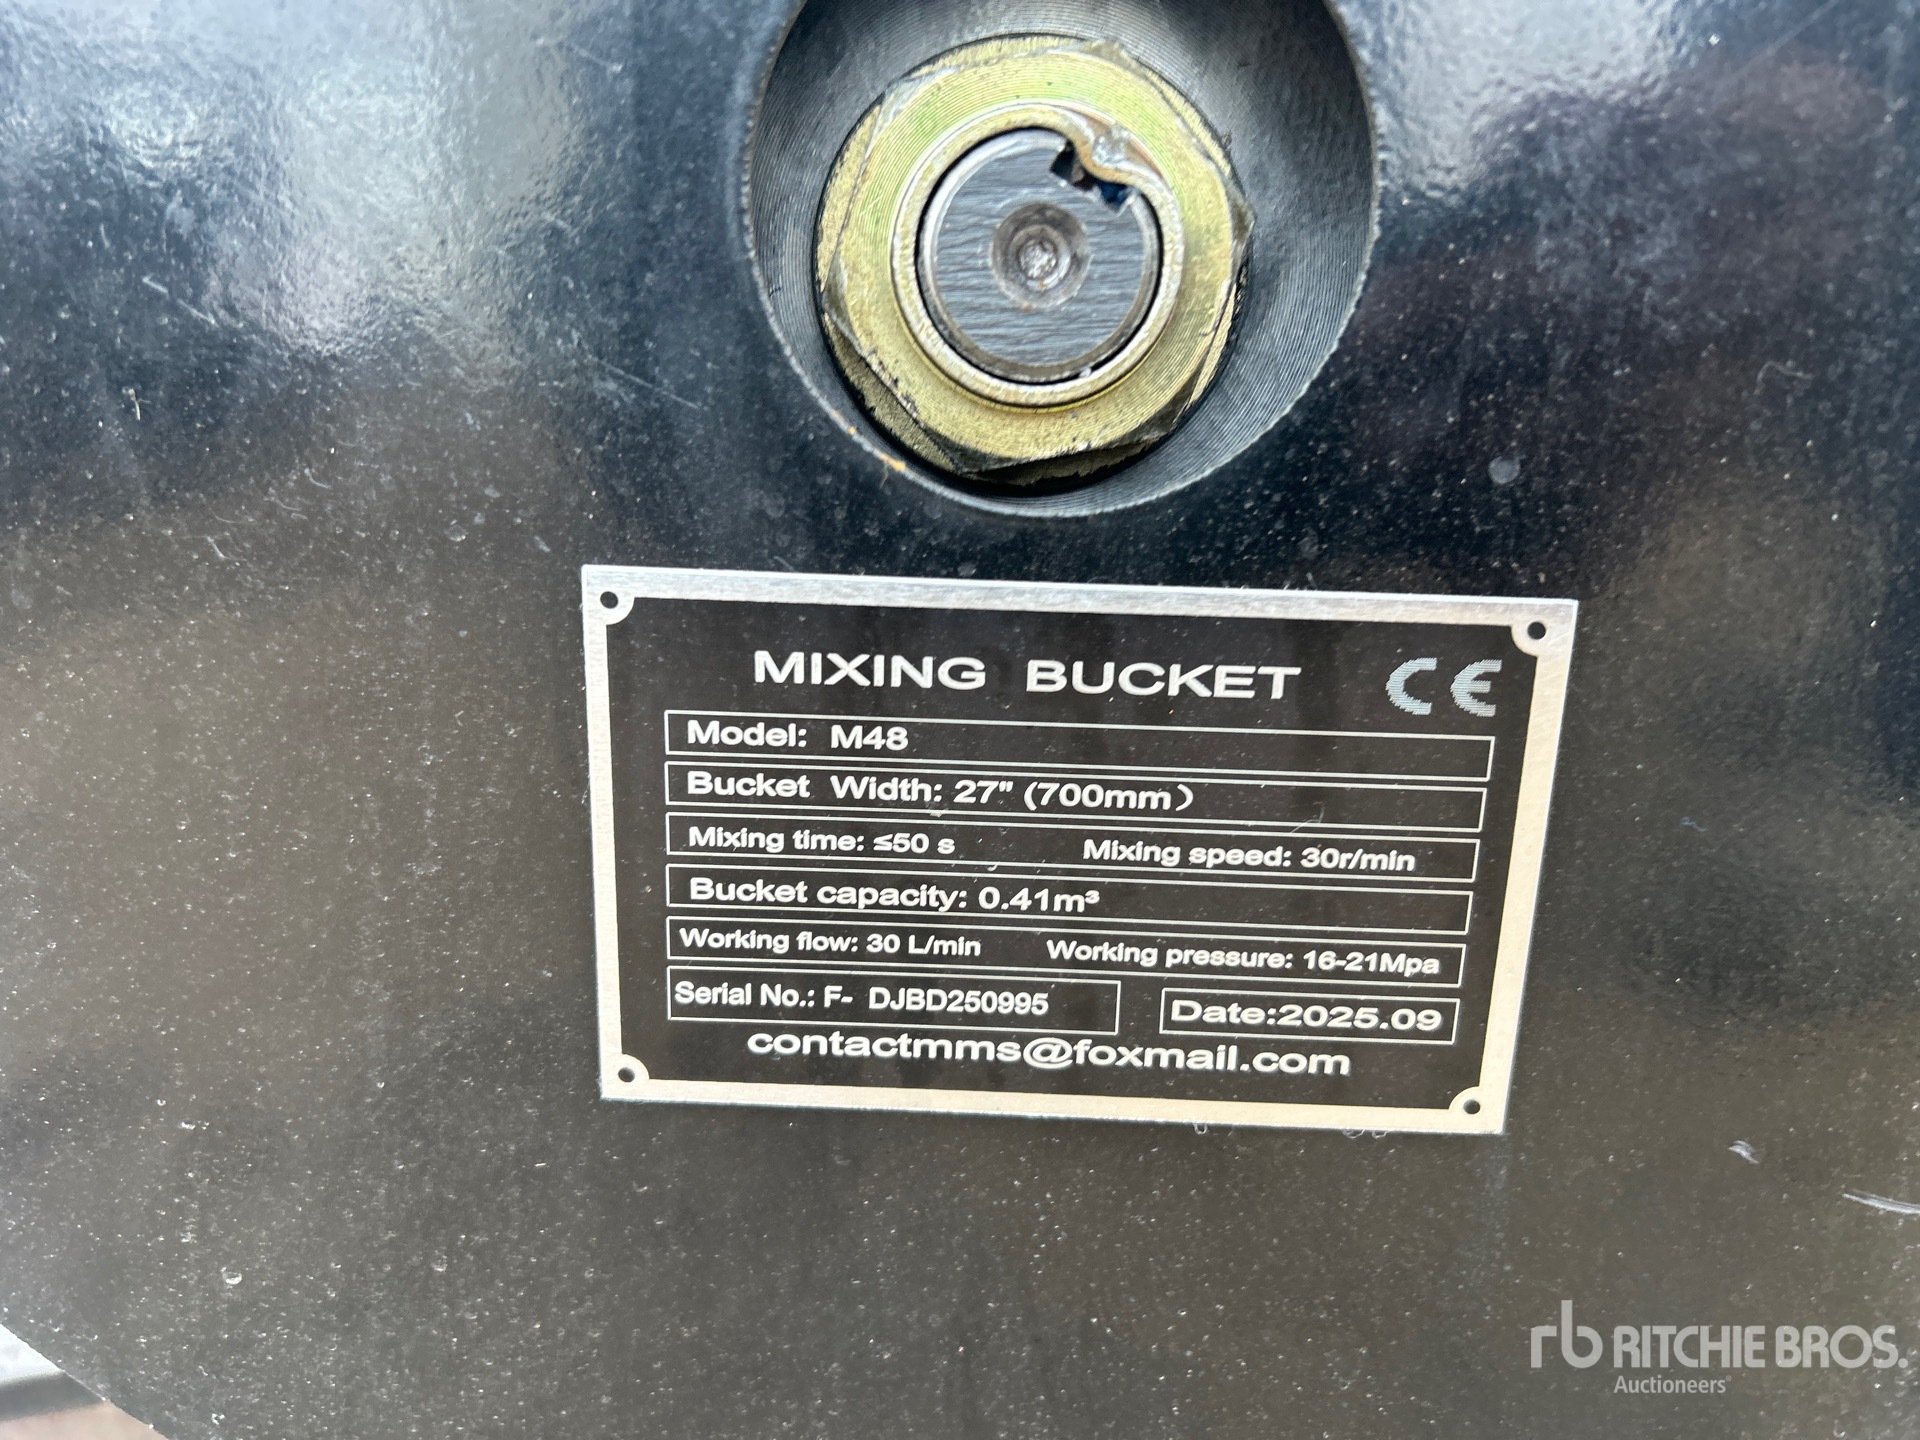 MIXING BUCKET CE
Model: M48
Bucket Width: 27" (700mm)
Mixing time: ≤50 s Mixing speed: 30r/min
Bucket capacity: 0.41m³
Working flow: 30 L/min Working pressure: 16-21Mpa
Serial No.: F- DJBD250995 Date:2025.09
contactmms@foxmail.com
rb RITCHIE BROS.
Auctioneers